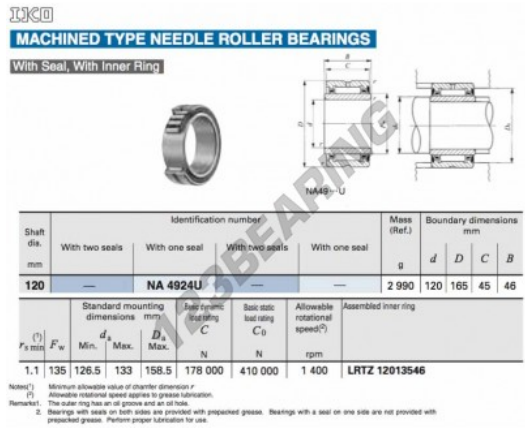 IKO
MACHINED TYPE NEEDLE ROLLER BEARINGS
With Seal, With Inner Ring
B
C
r
r
D
d
Fw
da
Da
NA49…U
123BEARING
Shaft dia. mm
Identification number
Mass (Ref.) g
Boundary dimensions mm
With two seals With one seal With two seals With one seal
d D C B
120 — NA 4924U — — 2 990 120 165 45 46
Standard mounting dimensions mm
Basic dynamic load rating C N
Basic static load rating C0 N
Allowable rotational speed(2) rpm
Assembled inner ring
(1) rs min Fw da Min. Max. Da Max.
1.1 135 126.5 133 158.5 178 000 410 000 1 400 LRTZ 12013546
Notes(1) Minimum allowable value of chamfer dimension r
(2) Allowable rotational speed applies to grease lubrication.
Remarks1. The outer ring has an oil groove and an oil hole.
2. Bearings with seals on both sides are provided with prepacked grease. Bearings with a seal on one side are not provided with
prepacked grease. Perform proper lubrication for use.